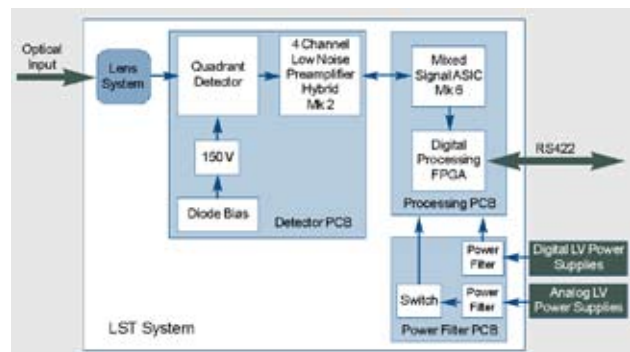 Optical
Input
Lens
System
Quadrant
Detector
4 Channel
Low Noise
Preamplifier
Hybrid
Mk 2
Mixed
Signal ASIC
Mk 6
150 V
Digital
Processing
FPGA
RS422
Diode Bias
Detector PCB
Processing PCB
Power
Filter
Digital LV Power
Supplies
Switch
Power
Filter
Analog LV
Power Supplies
LST System
Power Filter PCB